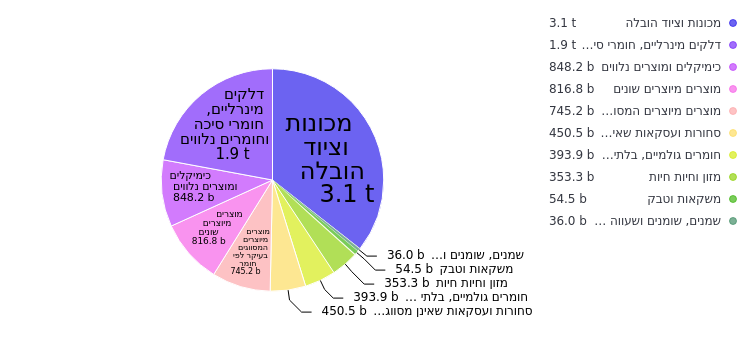 מכונות וציוד הובלה 3.1 t
דלקים מינרליים, חומרי סי... 1.9 t
כימיקלים ומוצרים נלווים 848.2 b
מוצרים מיוצרים שונים 816.8 b
מוצרים מיוצרים המסו... 745.2 b
סחורות ועסקאות שאי... 450.5 b
חומרים גולמיים, בלתי... 393.9 b
מזון וחיות חיות 353.3 b
משקאות וטבק 54.5 b
שמנים, שומנים ושעווה ... 36.0 b
מכונות
וציוד
הובלה
3.1 t
דלקים
מינרליים,
חומרי סיכה
וחומרים נלווים
1.9 t
כימיקלים
ומוצרים נלווים
848.2 b
מוצרים
מיוצרים
שונים
816.8 b
מוצרים
מיוצרים
המסווגים
בעיקר לפי
חומר
745.2 b
שמנים, שומנים ו... 36.0 b
משקאות וטבק 54.5 b
מזון וחיות חיות 353.3 b
חומרים גולמיים, בלתי ... 393.9 b
סחורות ועסקאות שאינן מסווג... 450.5 b